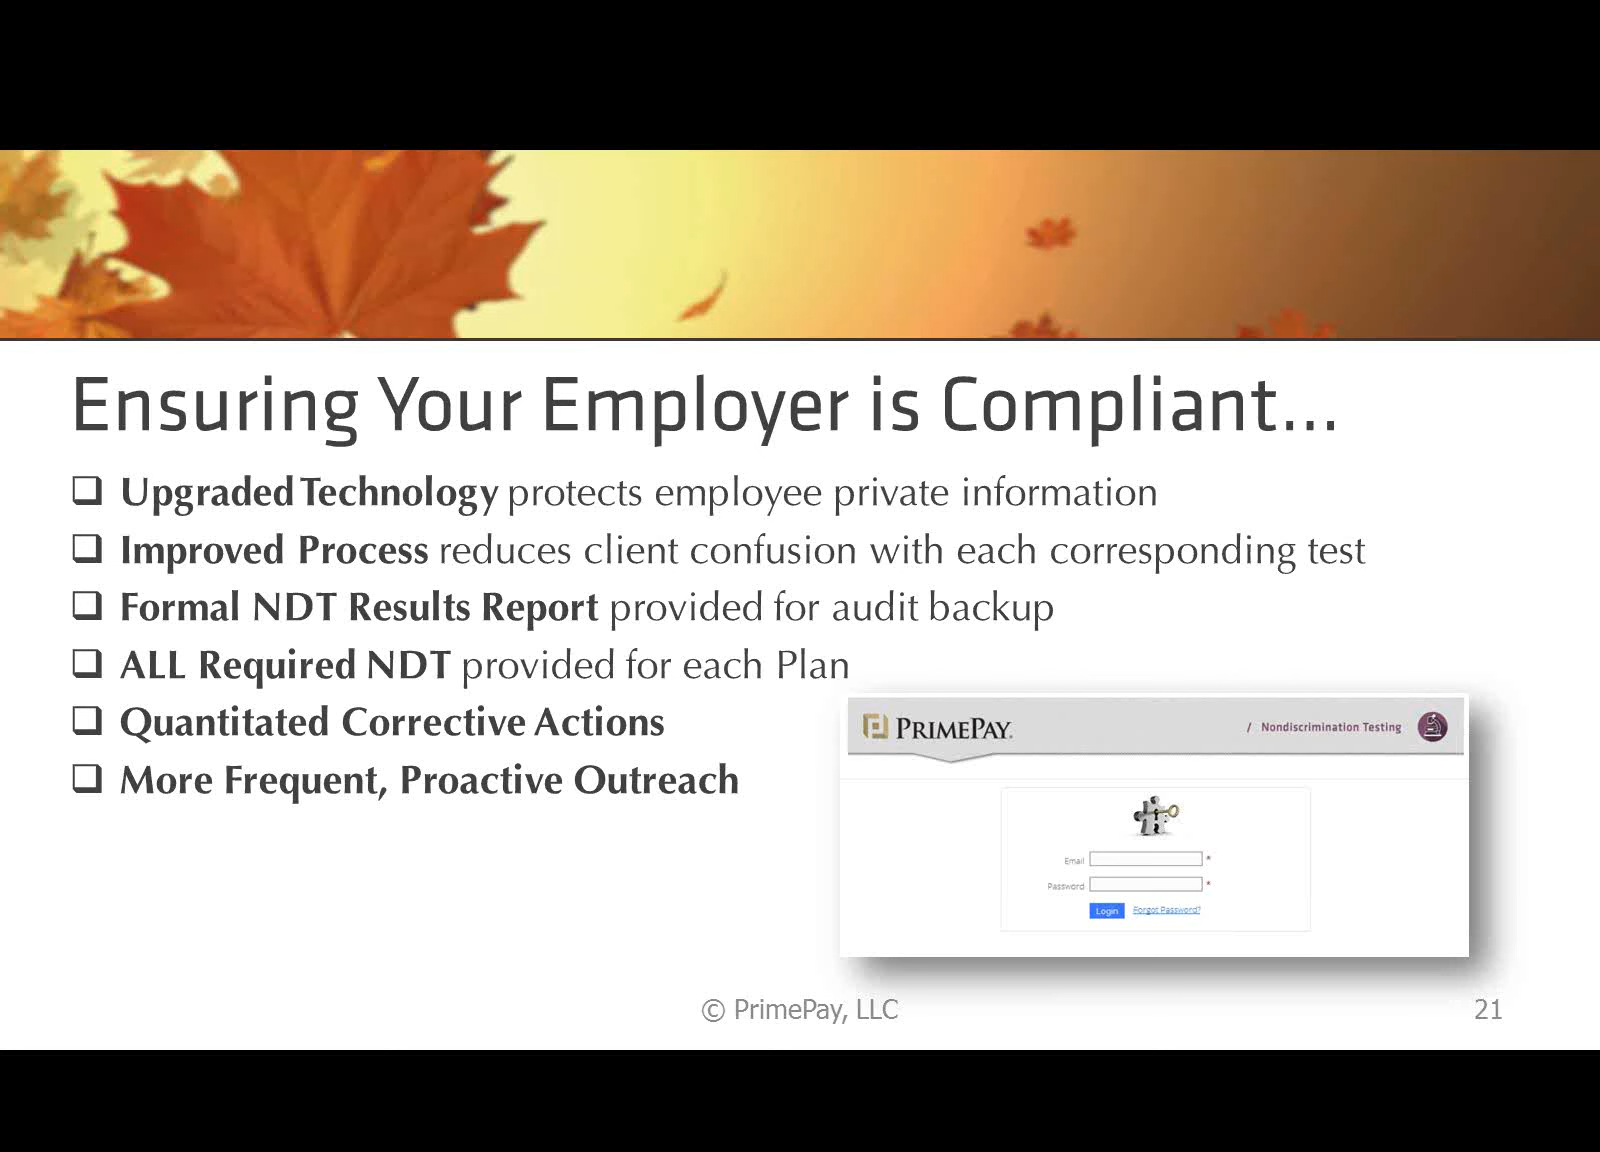 Ensuring Your Employer is Compliant...
❑ Upgraded Technology protects employee private information
❑ Improved Process reduces client confusion with each corresponding test
❑ Formal NDT Results Report provided for audit backup
❑ ALL Required NDT provided for each Plan
❑ Quantitated Corrective Actions
❑ More Frequent, Proactive Outreach
PRIMEPAY.
/ Nondiscrimination Testing
Email *
Password *
Login Forgot Password?
© PrimePay, LLC
21